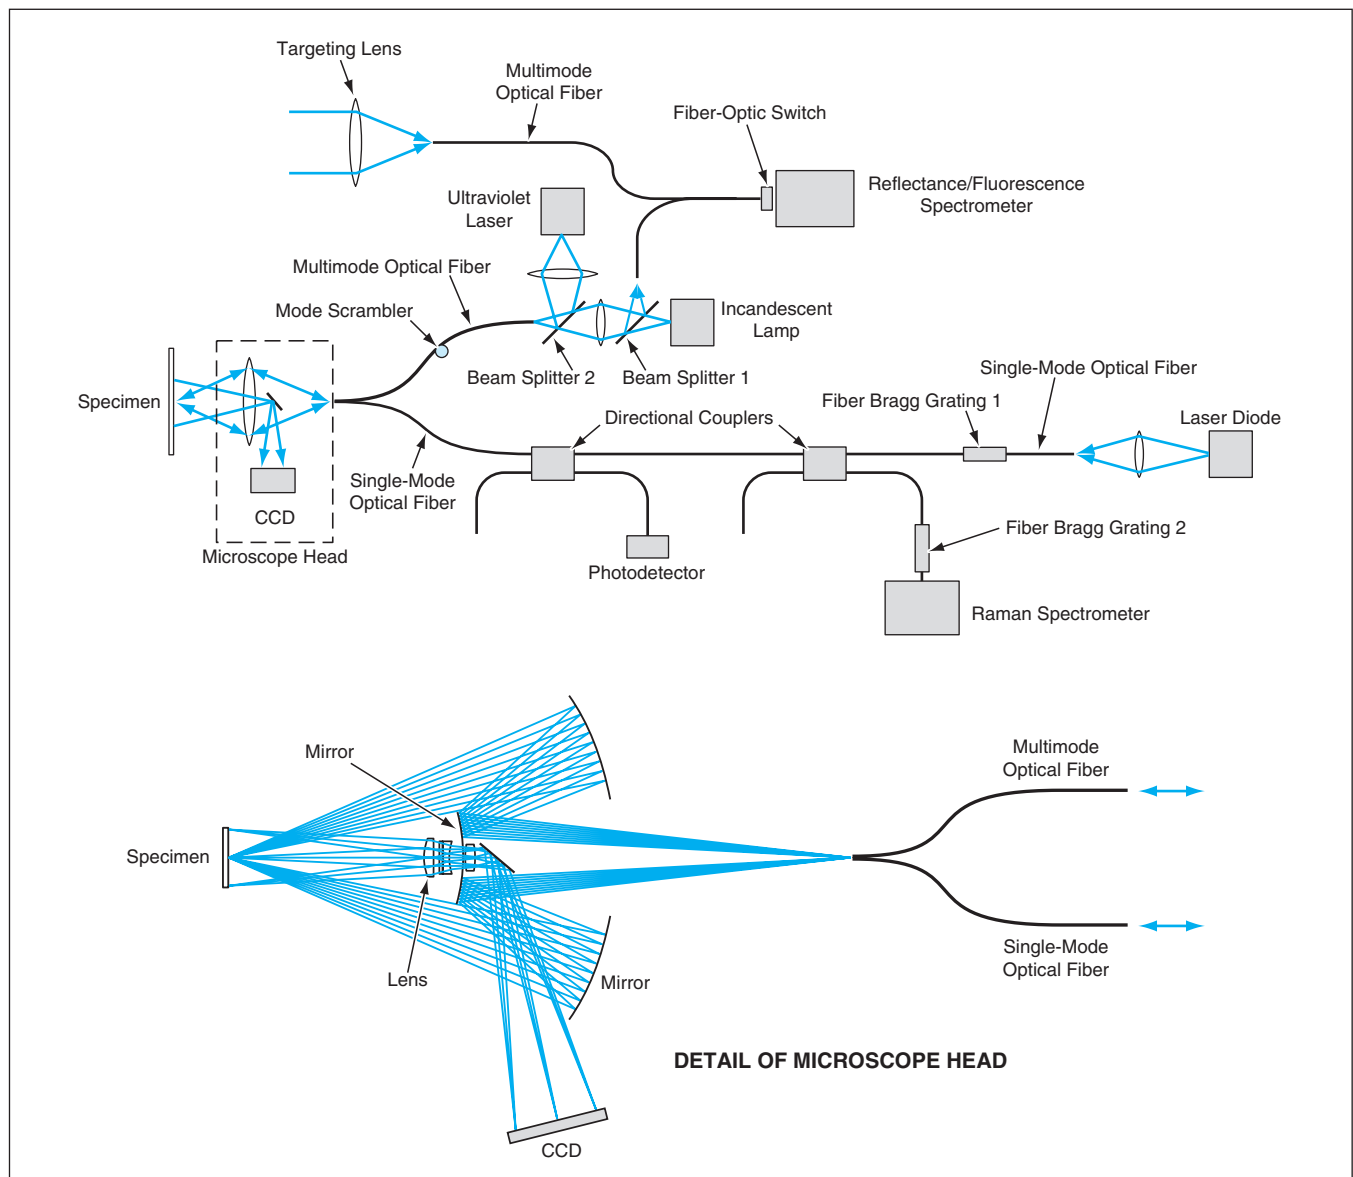 Targeting Lens
Multimode
Optical Fiber
Fiber-Optic Switch
Reflectance/Fluorescence
Spectrometer
Ultraviolet
Laser
Multimode Optical Fiber
Mode Scrambler
Incandescent
Lamp
Beam Splitter 2
Beam Splitter 1
Specimen
Single-Mode Optical Fiber
Fiber Bragg Grating 1
Laser Diode
Directional Couplers
Single-Mode
Optical Fiber
CCD
Microscope Head
Photodetector
Fiber Bragg Grating 2
Raman Spectrometer
Mirror
Multimode
Optical Fiber
Specimen
Lens
Mirror
Single-Mode
Optical Fiber
DETAIL OF MICROSCOPE HEAD
CCD